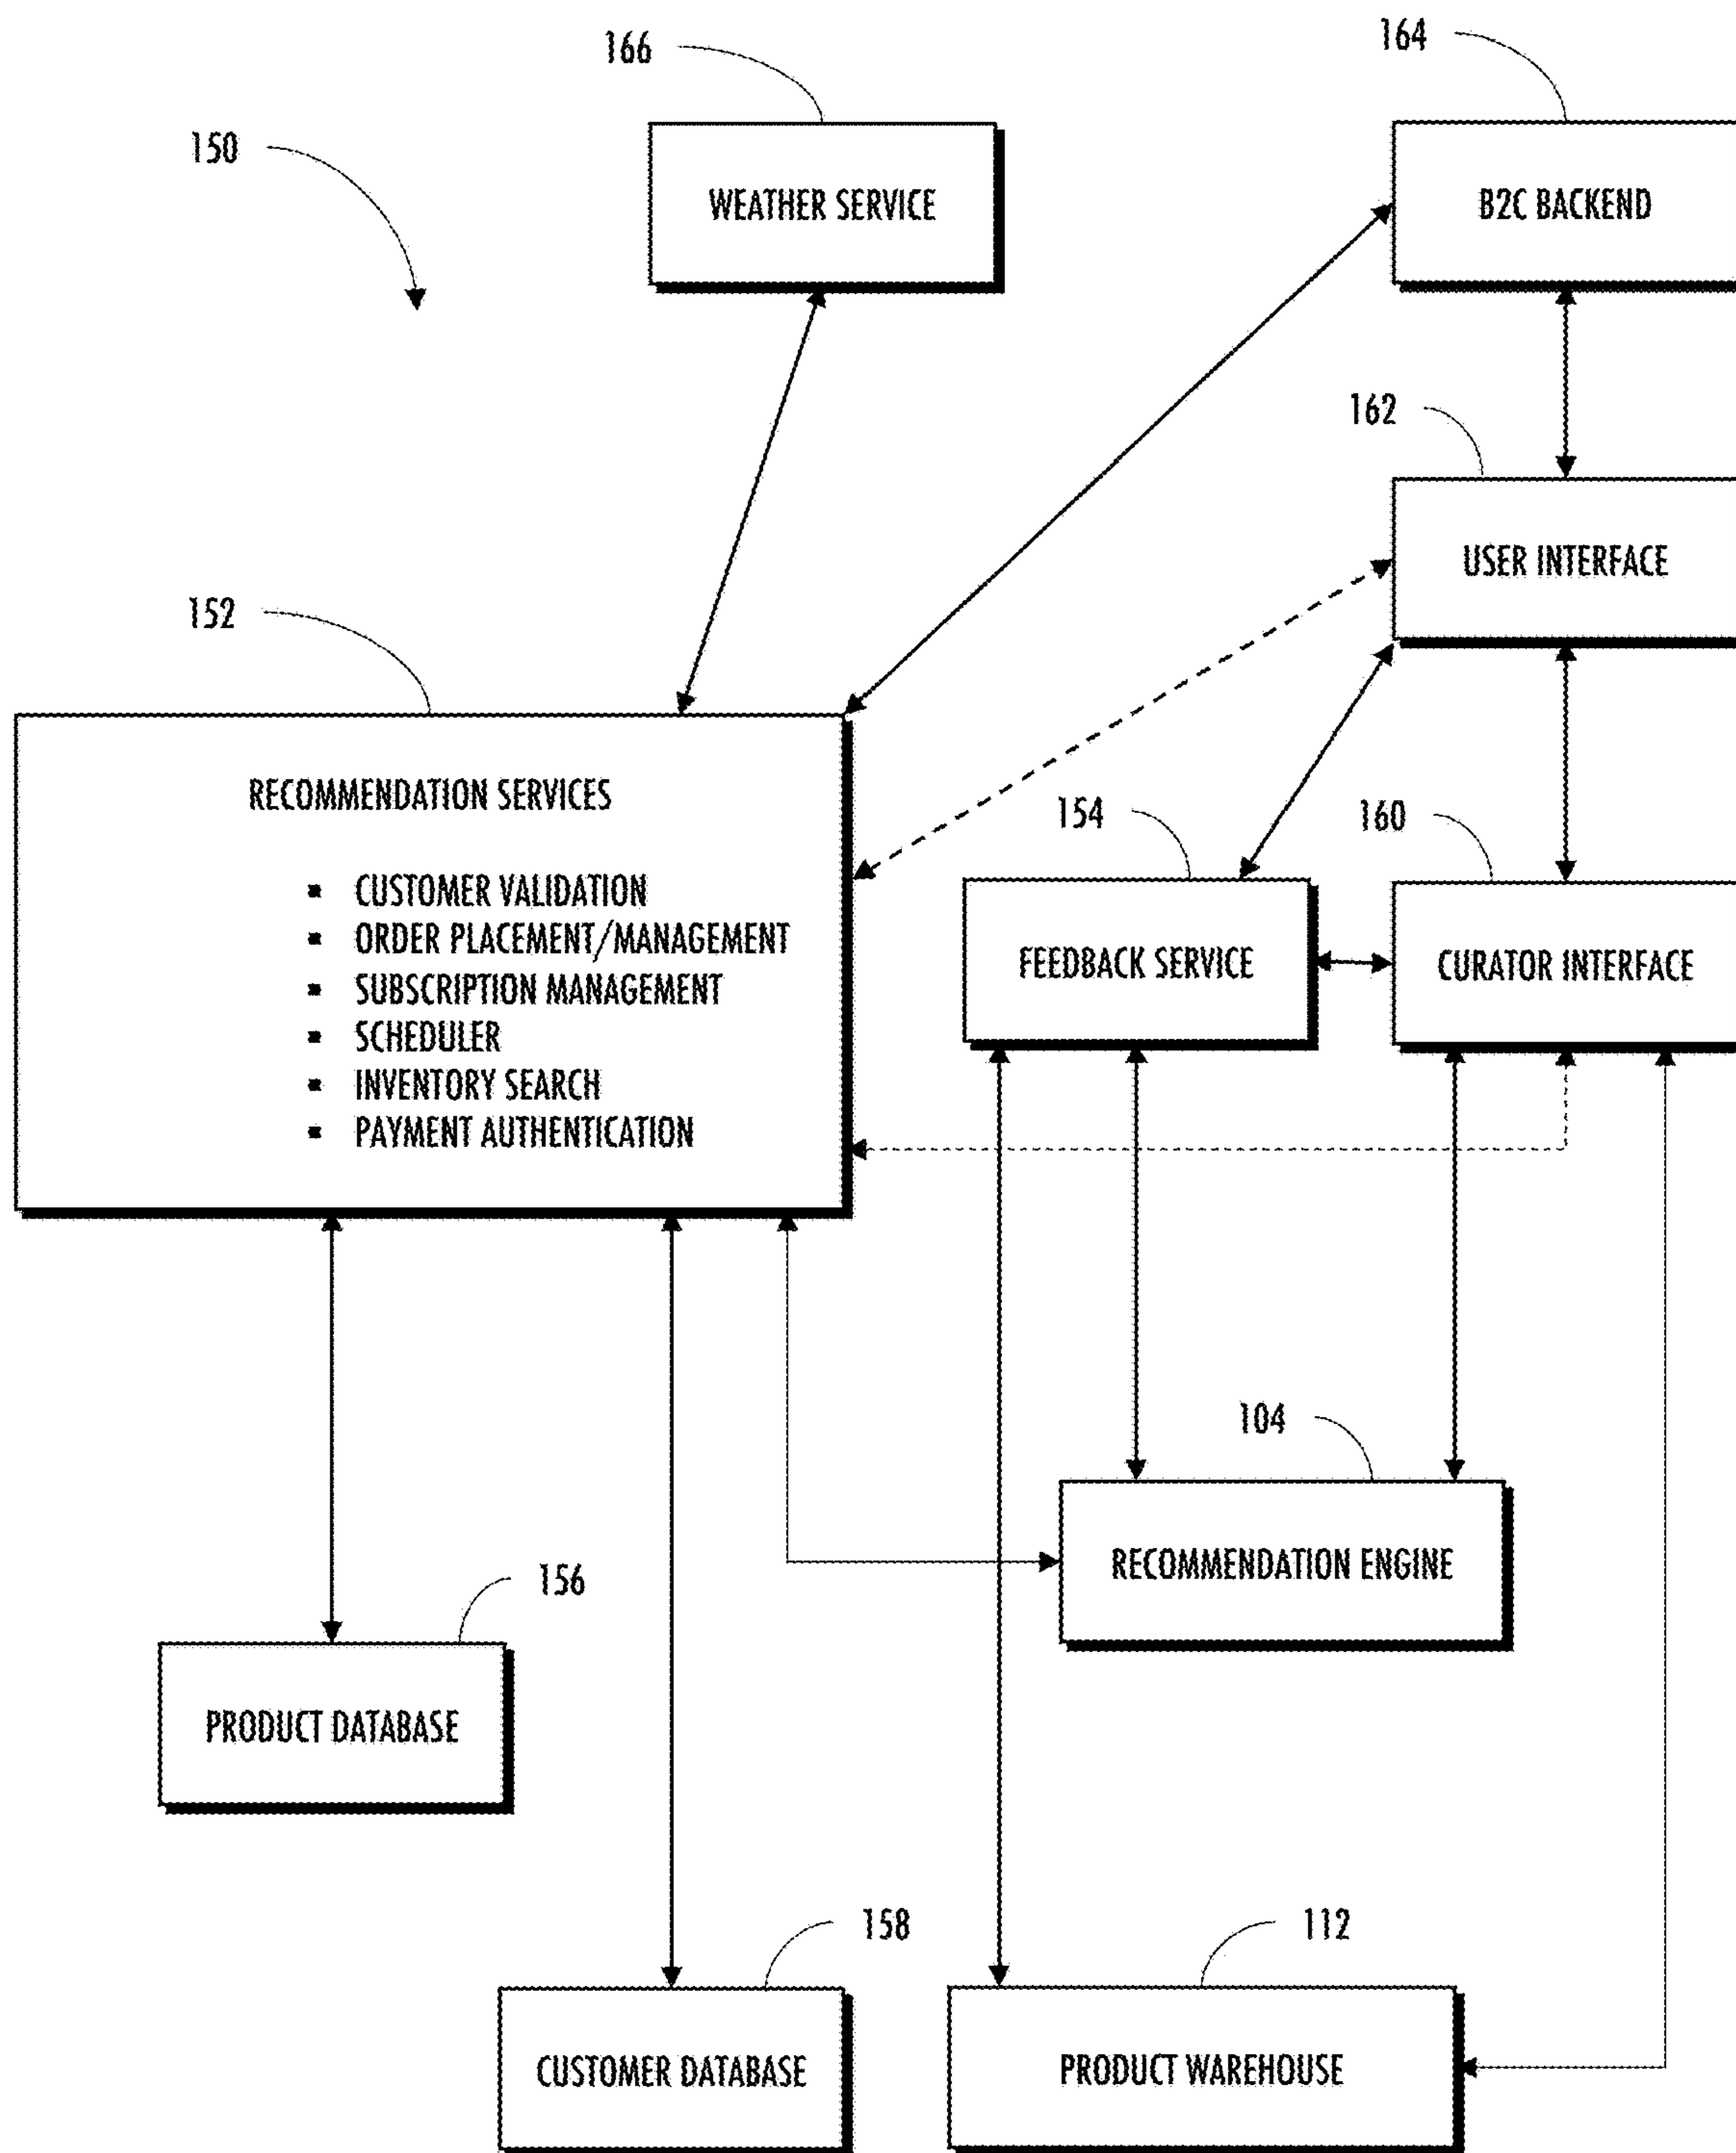 166
164
150
WEATHER SERVICE
B2C BACKEND
162
USER INTERFACE
152
RECOMMENDATION SERVICES
▪ CUSTOMER VALIDATION
▪ ORDER PLACEMENT/MANAGEMENT
▪ SUBSCRIPTION MANAGEMENT
▪ SCHEDULER
▪ INVENTORY SEARCH
▪ PAYMENT AUTHENTICATION
154
160
FEEDBACK SERVICE
CURATOR INTERFACE
104
RECOMMENDATION ENGINE
156
PRODUCT DATABASE
158
112
CUSTOMER DATABASE
PRODUCT WAREHOUSE